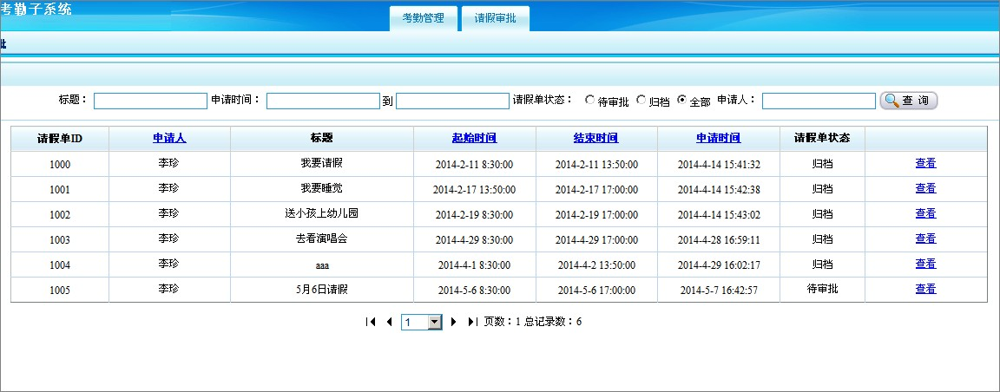 考勤子系统
考勤管理 请假审批
批
标题： 申请时间： 到 请假单状态： 待审批 归档 全部 申请人： 查 询
请假单ID 申请人 标题 起始时间 结束时间 申请时间 请假单状态
1000 李珍 我要请假 2014-2-11 8:30:00 2014-2-11 13:50:00 2014-4-14 15:41:32 归档 查看
1001 李珍 我要睡觉 2014-2-17 13:50:00 2014-2-17 17:00:00 2014-4-14 15:42:38 归档 查看
1002 李珍 送小孩上幼儿园 2014-2-19 8:30:00 2014-2-19 17:00:00 2014-4-14 15:43:02 归档 查看
1003 李珍 去看演唱会 2014-4-29 8:30:00 2014-4-29 17:00:00 2014-4-28 16:59:11 归档 查看
1004 李珍 aaa 2014-4-1 8:30:00 2014-4-2 13:50:00 2014-4-29 16:02:17 归档 查看
1005 李珍 5月6日请假 2014-5-6 8:30:00 2014-5-6 17:00:00 2014-5-7 16:42:57 待审批 查看
1 页数：1 总记录数：6